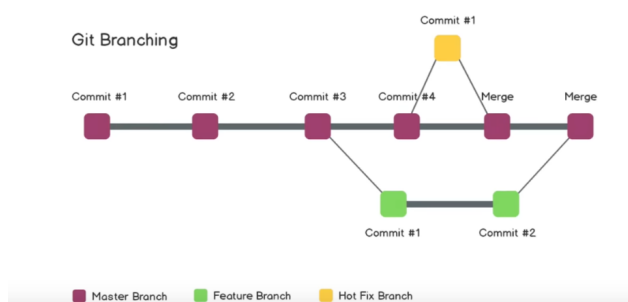 Commit #1
Git Branching
Commit #1 Commit #2 Commit #3 Commit #4 Merge Merge
Commit #1 Commit #2
Master Branch Feature Branch Hot Fix Branch